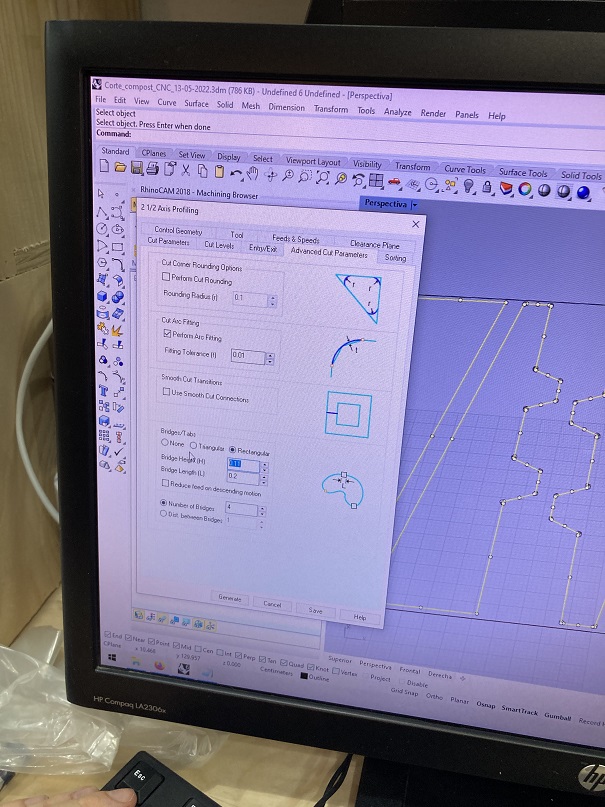 Corte_compost_CNC_13-05-2022.3dm (786 KB) - Undefined 6 Undefined - [Perspectiva]
File Edit View Curve Surface Solid Mesh Dimension Transform Tools Analyze Render Panels Help
Select object
Select object. Press Enter when done
Command:
Standard CPlanes Set View Display Select Viewport Layout Visibility Transform Curve Tools Surface Tools Solid Tools
RhinoCAM 2018 - Machining Browser
Perspectiva
2 1/2 Axis Profiling
Control Geometry Tool Feeds & Speeds Clearance Plane
Cut Parameters Cut Levels Entry/Exit Advanced Cut Parameters Sorting
Cut Corner Rounding Options
Perform Cut Rounding
Rounding Radius (r) 0.1
Cut Arc Fitting
Perform Arc Fitting
Fitting Tolerance (t) 0.01
Smooth Cut Transitions
Use Smooth Cut Connections
Bridges/Tabs
None Triangular Rectangular
Bridge Height (H)
Bridge Length (L) 0.2
Reduce feed on descending motion
Number of Bridges 4
Dist. between Bridges 1
Generate Cancel Save Help
End Near Point Mid Cen Int Perp Tan Quad Knot Vertex Project Disable
Superior Perspectiva Frontal Derecha
CPlane x 10.466 y 129.937 z 0.000 Centimeters Outline Grid Snap Ortho Planar Osnap SmartTrack Gumball Record
HP Compaq LA2306x
hp
Esc